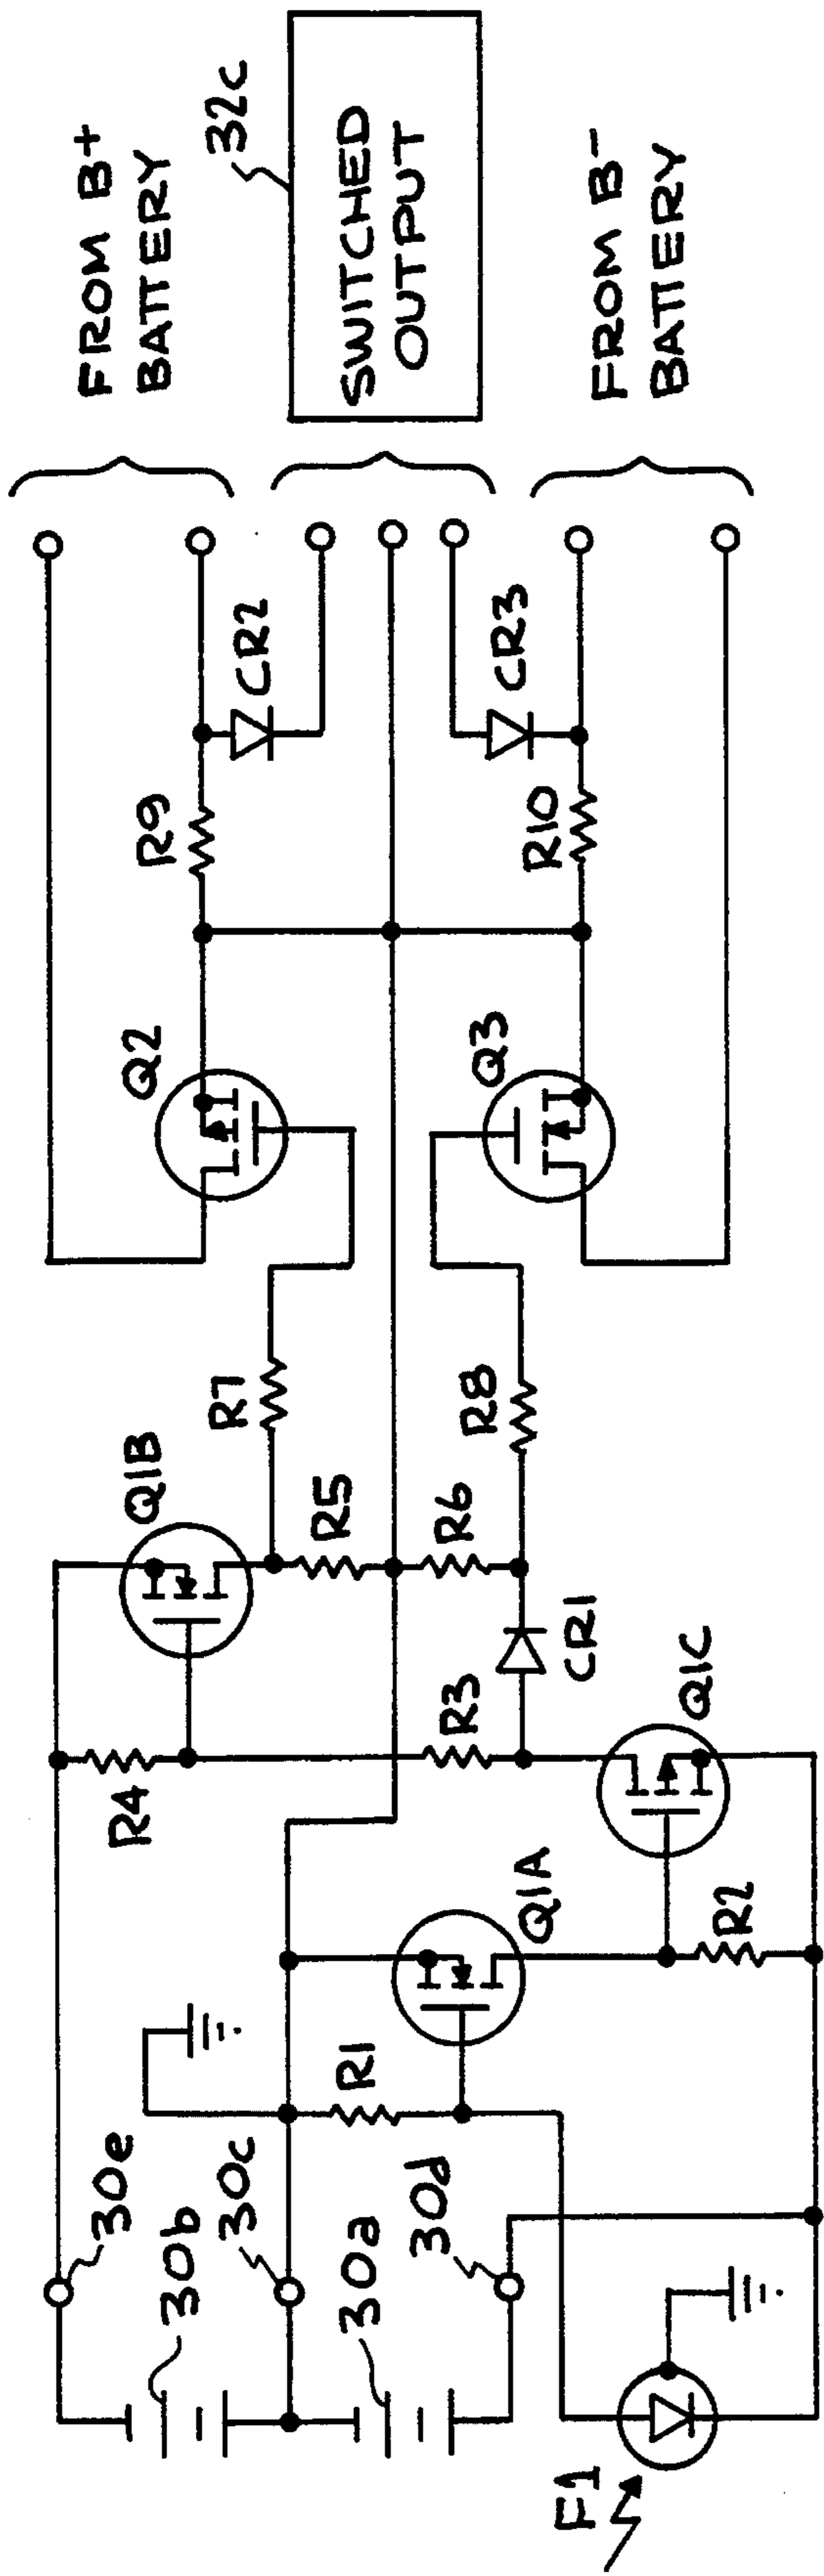 FROM B+
BATTERY
32c
SWITCHED
OUTPUT
FROM B-
BATTERY
CR2
CR3
R9
R10
Q2
Q3
R7
R8
Q1B
R5
R6
CR1
R4
R3
Q1C
Q1A
R2
R1
30e
30b
30c
30a
30d
F1